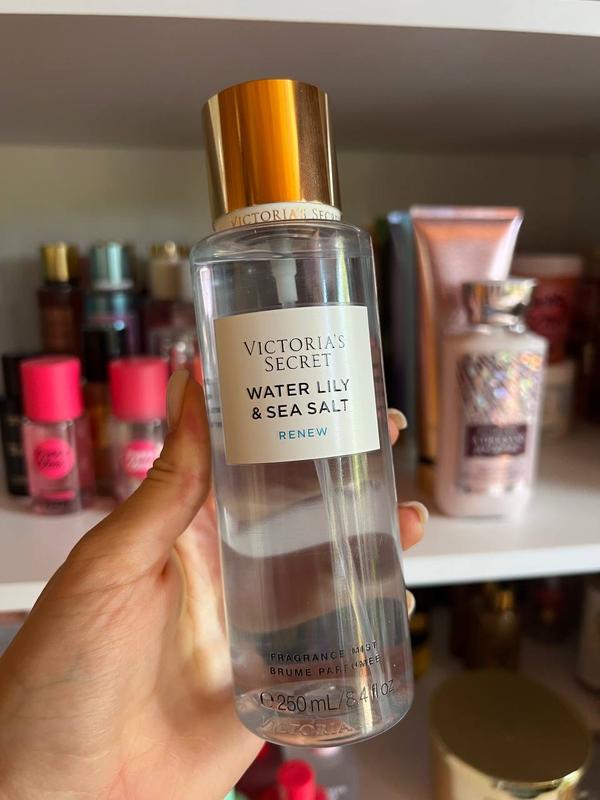 VICTORIA'S SECRET
VICTORIA'S
SECRET
WATER LILY
& SEA SALT
RENEW
FRAGRANCE MIST
BRUME PARFUMÉE
℮ 250 mL/8.4 fl oz
VICTORIA